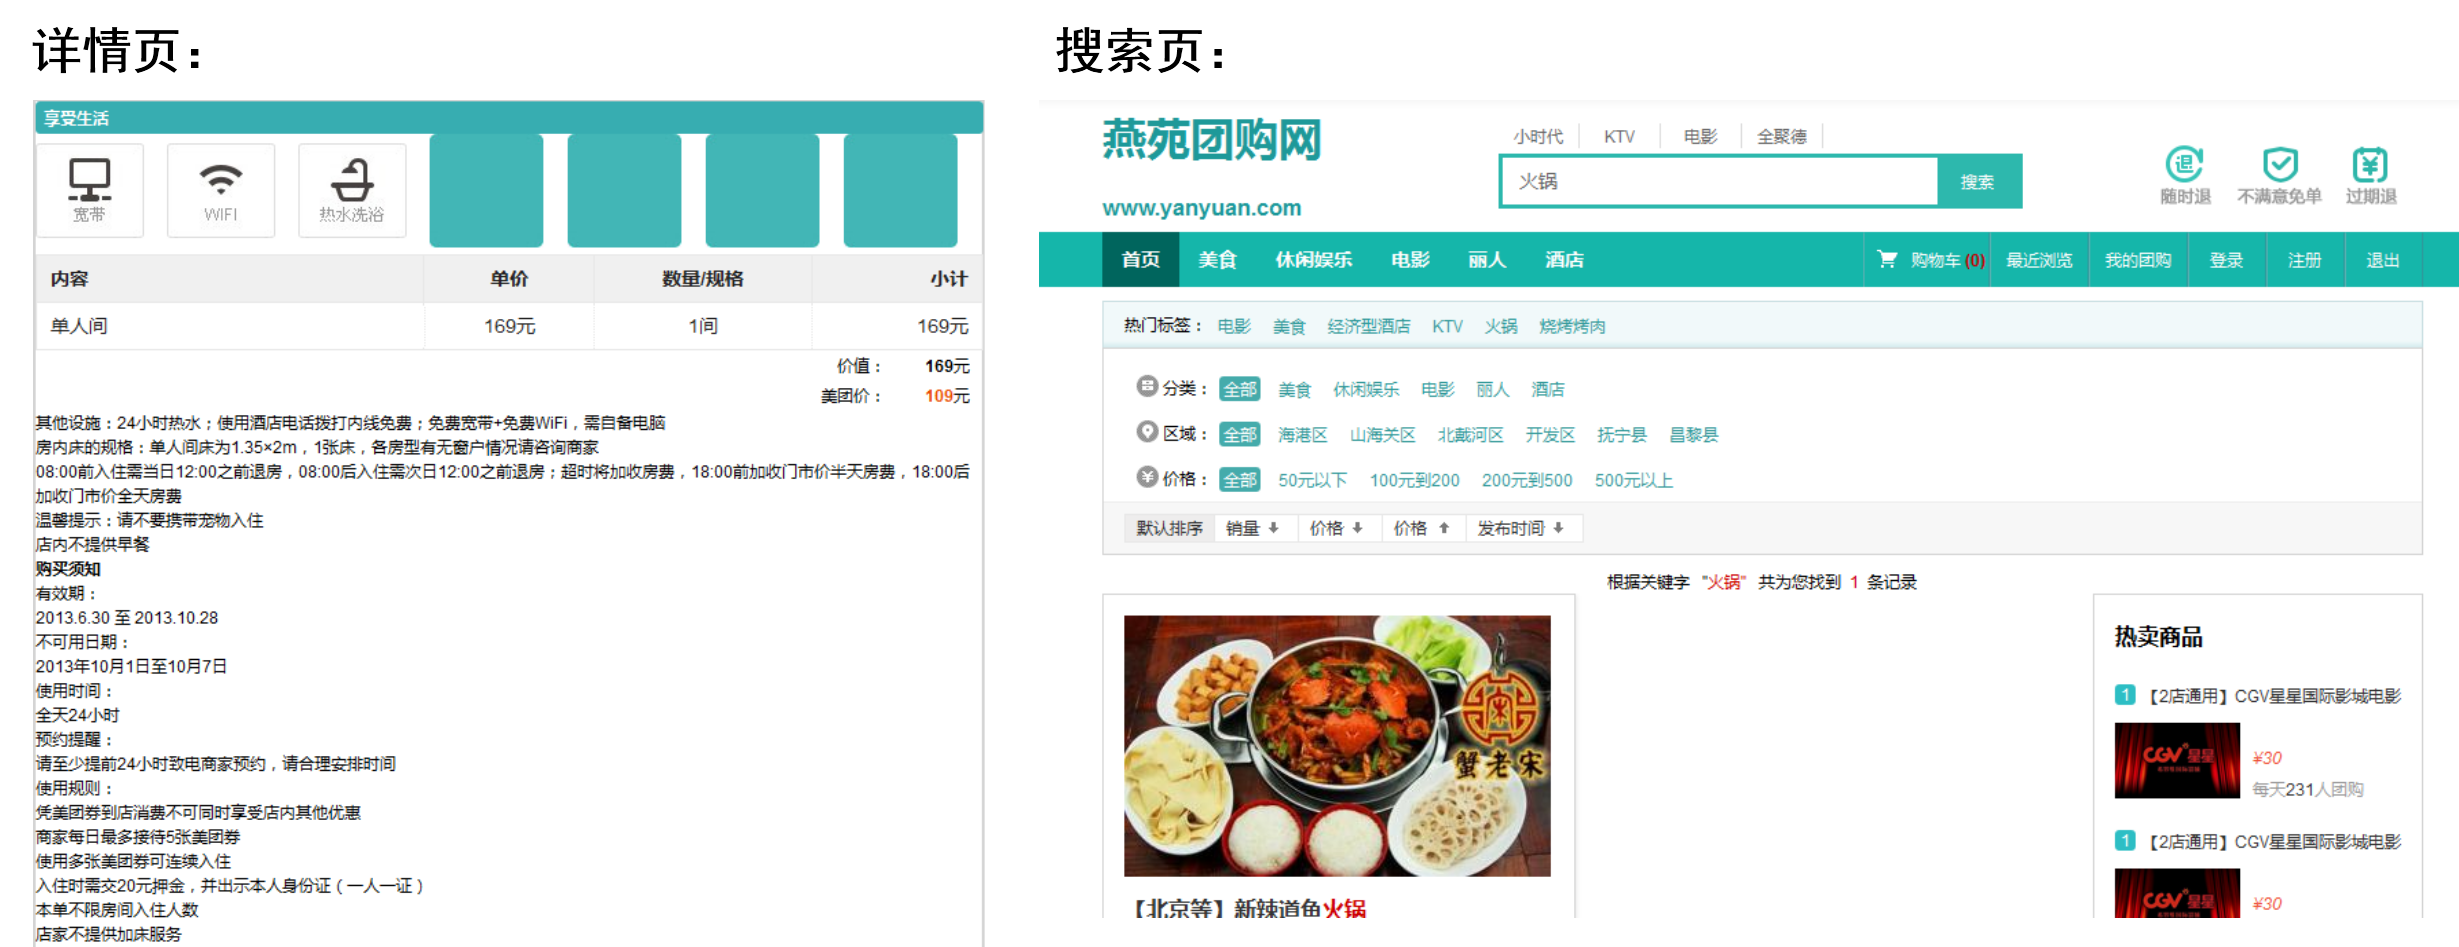 详情页：
享受生活
宽带 WIFI 热水洗浴
内容 单价 数量/规格 小计
单人间 169元 1间 169元
价值： 169元
美团价： 109元
其他设施：24小时热水；使用酒店电话拨打内线免费；免费宽带+免费WiFi，需自备电脑
房内床的规格：单人间床为1.35×2m，1张床，各房型有无窗户情况请咨询商家
08:00前入住需当日12:00之前退房，08:00后入住需次日12:00之前退房；超时将加收房费，18:00前加收门市价半天房费，18:00后
加收门市价全天房费
温馨提示：请不要携带宠物入住
店内不提供早餐
购买须知
有效期：
2013.6.30 至 2013.10.28
不可用日期：
2013年10月1日至10月7日
使用时间：
全天24小时
预约提醒：
请至少提前24小时致电商家预约，请合理安排时间
使用规则：
凭美团券到店消费不可同时享受店内其他优惠
商家每日最多接待5张美团券
使用多张美团券可连续入住
入住时需交20元押金，并出示本人身份证（一人一证）
本单不限房间入住人数
店家不提供加床服务
搜索页：
燕苑团购网
www.yanyuan.com
小时代 KTV 电影 全聚德
火锅 搜索
退 ¥
随时退 不满意免单 过期退
首页 美食 休闲娱乐 电影 丽人 酒店 购物车(0) 最近浏览 我的团购 登录 注册 退出
热门标签： 电影 美食 经济型酒店 KTV 火锅 烧烤烤肉
分类： 全部 美食 休闲娱乐 电影 丽人 酒店
区域： 全部 海港区 山海关区 北戴河区 开发区 抚宁县 昌黎县
¥ 价格： 全部 50元以下 100元到200 200元到500 500元以上
默认排序 销量 价格 价格 发布时间
根据关键字 "火锅" 共为您找到 1 条记录
蟹老宋
【北京等】新辣道鱼火锅
热卖商品
1 【2店通用】CGV星星国际影城电影
CGV 星星
¥30
每天231人团购
1 【2店通用】CGV星星国际影城电影
CGV 星星
¥30